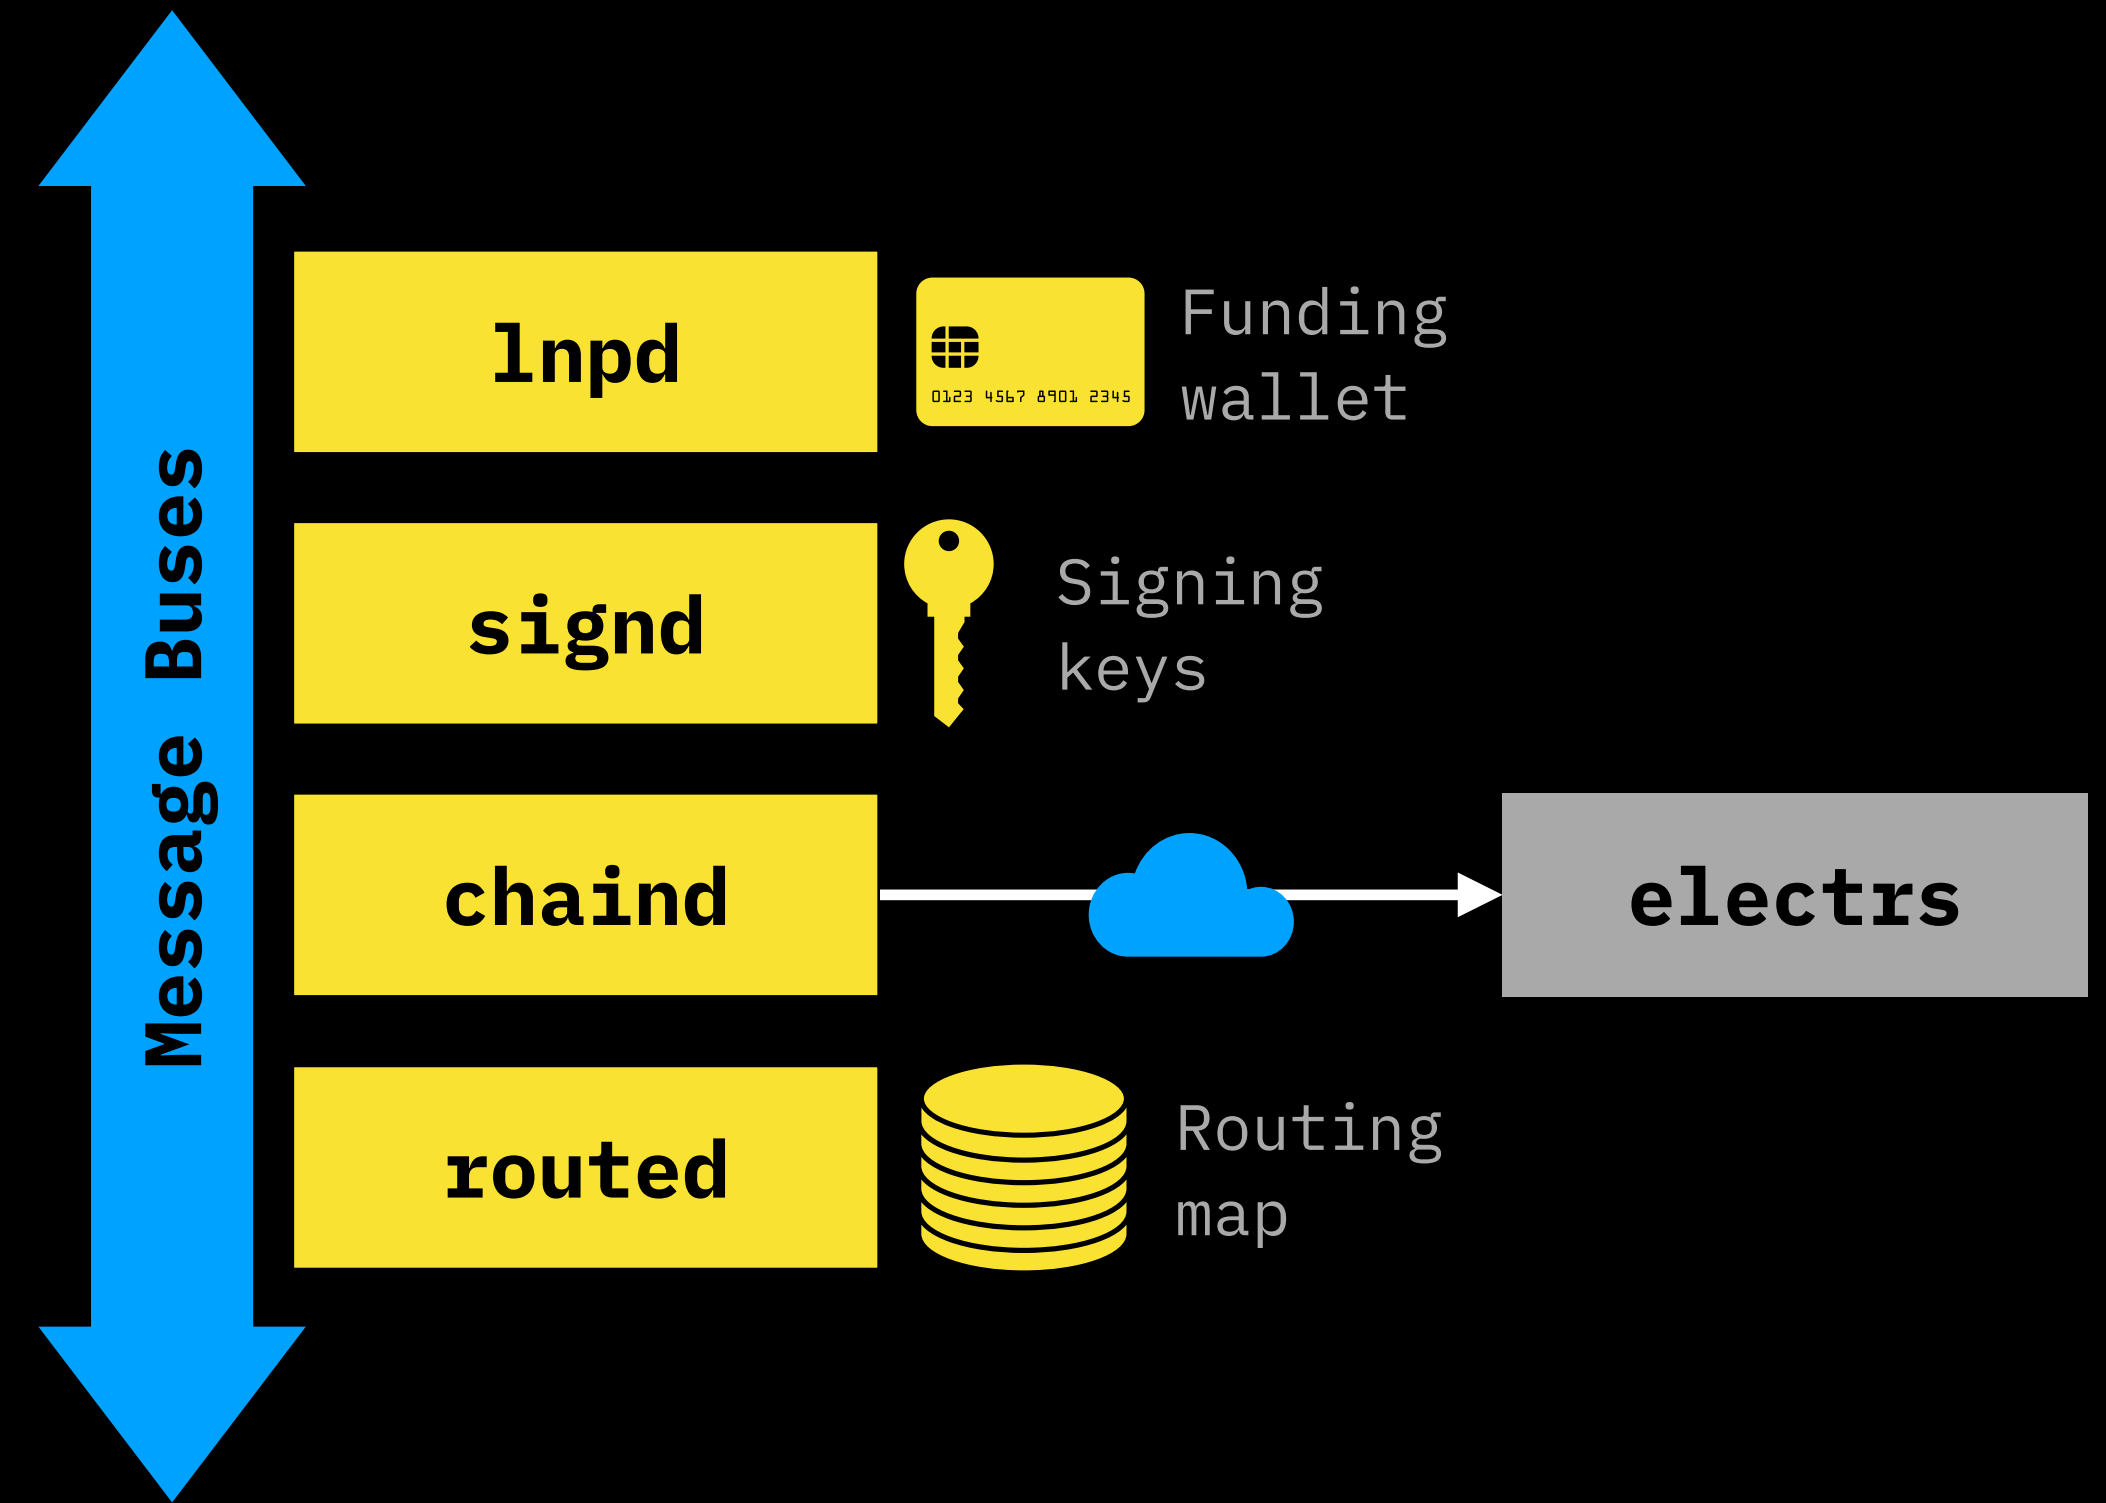 Message Buses
lnpd
0123 4567 8901 2345
Funding
wallet
signd
Signing
keys
chaind
electrs
routed
Routing
map